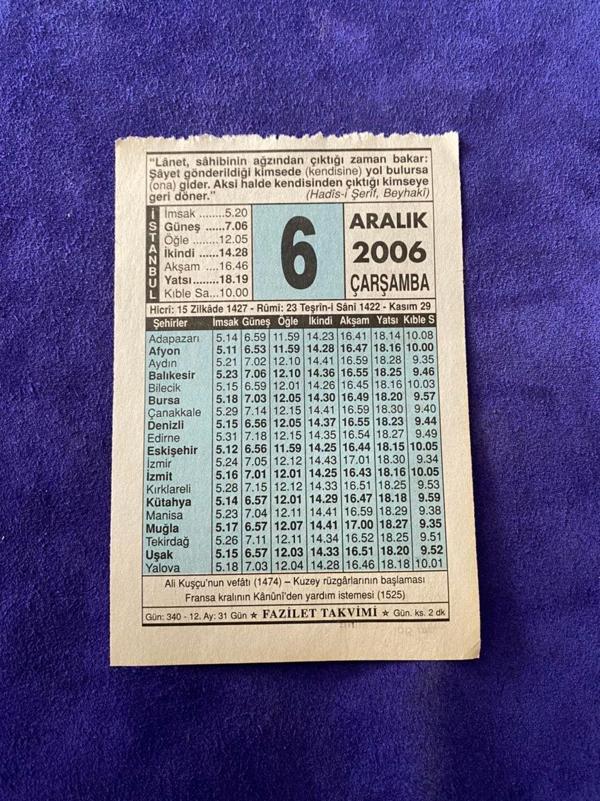 "Lânet, sâhibinin ağzından çıktığı zaman bakar:
Şâyet gönderildiği kimsede (kendisine) yol bulursa
(ona) gider. Aksi halde kendisinden çıktığı kimseye
geri döner." (Hadîs-i Şerîf, Beyhakî)
İSTANBUL
İmsak ........5.20
Güneş ......7.06
Öğle ........12.05
İkindi ......14.28
Akşam ....16.46
Yatsı........18.19
Kıble Sa...10.00
6
ARALIK
2006
ÇARŞAMBA
Hicrî: 15 Zilkâde 1427 - Rûmî: 23 Teşrîn-i Sânî 1422 - Kasım 29
Şehirler İmsak Güneş Öğle İkindi Akşam Yatsı Kıble S
Adapazarı 5.14 6.59 11.59 14.23 16.41 18.14 10.08
Afyon 5.11 6.53 11.59 14.28 16.47 18.16 10.00
Aydın 5.21 7.02 12.10 14.41 16.59 18.28 9.35
Balıkesir 5.23 7.06 12.10 14.36 16.55 18.25 9.46
Bilecik 5.15 6.59 12.01 14.26 16.45 18.16 10.03
Bursa 5.18 7.03 12.05 14.30 16.49 18.20 9.57
Çanakkale 5.29 7.14 12.15 14.41 16.59 18.30 9.40
Denizli 5.15 6.56 12.05 14.37 16.55 18.23 9.44
Edirne 5.31 7.18 12.15 14.35 16.54 18.27 9.49
Eskişehir 5.12 6.56 11.59 14.25 16.44 18.15 10.05
İzmir 5.24 7.05 12.12 14.43 17.01 18.30 9.34
İzmit 5.16 7.01 12.01 14.25 16.43 18.16 10.05
Kırklareli 5.28 7.15 12.12 14.33 16.51 18.25 9.53
Kütahya 5.14 6.57 12.01 14.29 16.47 18.18 9.59
Manisa 5.23 7.04 12.11 14.41 16.59 18.29 9.38
Muğla 5.17 6.57 12.07 14.41 17.00 18.27 9.35
Tekirdağ 5.26 7.11 12.11 14.34 16.52 18.25 9.51
Uşak 5.15 6.57 12.03 14.33 16.51 18.20 9.52
Yalova 5.18 7.03 12.04 14.28 16.46 18.18 10.01
Ali Kuşçu'nun vefâtı (1474) – Kuzey rüzgârlarının başlaması
Fransa kralının Kânûnî'den yardım istemesi (1525)
Gün: 340 - 12. Ay: 31 Gün ★ FAZİLET TAKVİMİ ★ Gün. ks. 2 dk